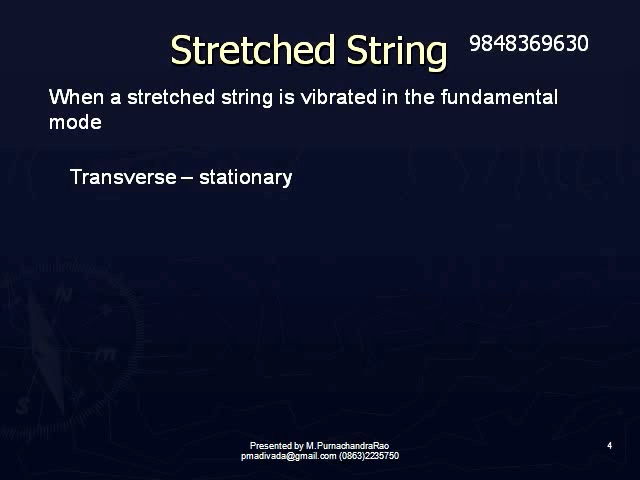 Stretched String 9848369630
When a stretched string is vibrated in the fundamental
mode
Transverse – stationary
N
S
Presented by M.PurnachandraRao
pmadivada@gmail.com (0863)2235750
4